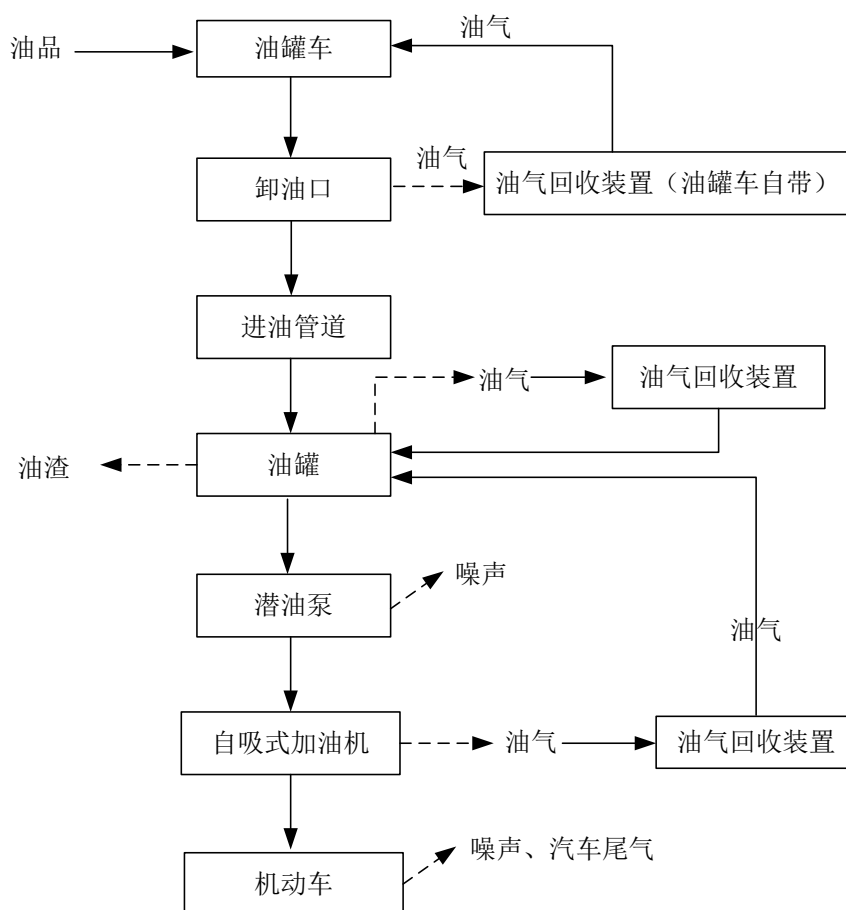 油气
油品
油罐车
油气
卸油口
油气回收装置（油罐车自带）
进油管道
油气
油气回收装置
油渣
油罐
噪声
潜油泵
油气
自吸式加油机
油气
油气回收装置
噪声、汽车尾气
机动车